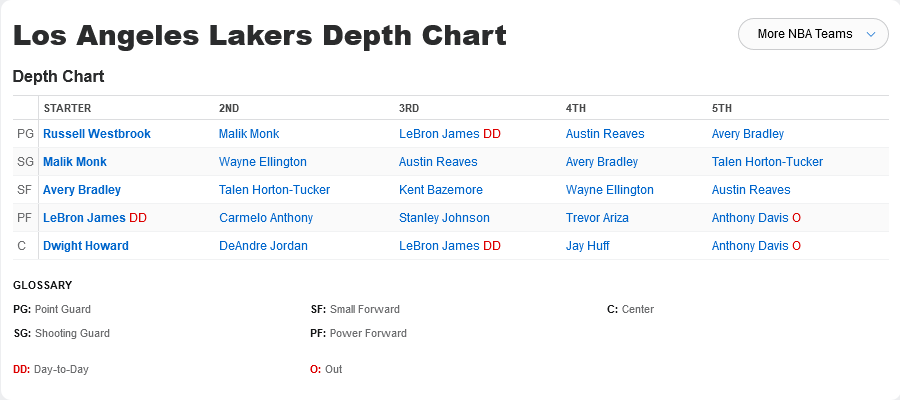 Los Angeles Lakers Depth Chart
More NBA Teams
Depth Chart
STARTER 2ND 3RD 4TH 5TH
PG Russell Westbrook Malik Monk LeBron James DD Austin Reaves Avery Bradley
SG Malik Monk Wayne Ellington Austin Reaves Avery Bradley Talen Horton-Tucker
SF Avery Bradley Talen Horton-Tucker Kent Bazemore Wayne Ellington Austin Reaves
PF LeBron James DD Carmelo Anthony Stanley Johnson Trevor Ariza Anthony Davis O
C Dwight Howard DeAndre Jordan LeBron James DD Jay Huff Anthony Davis O
GLOSSARY
PG: Point Guard SF: Small Forward C: Center
SG: Shooting Guard PF: Power Forward
DD: Day-to-Day O: Out